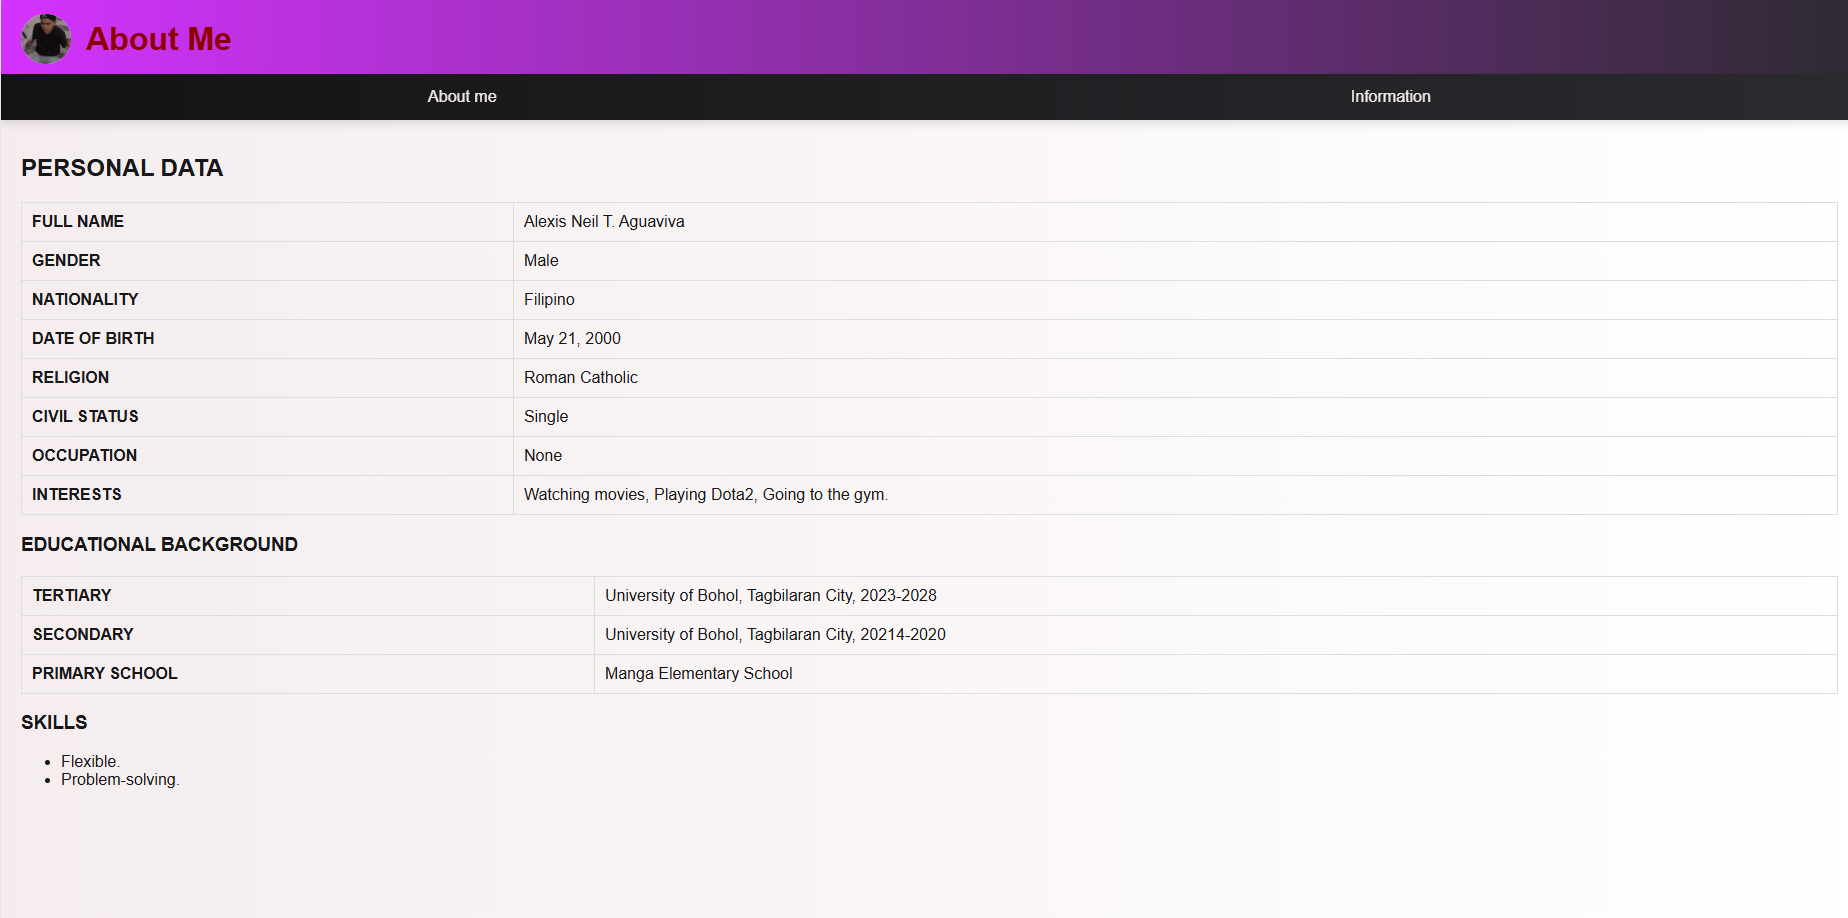 About Me
About me Information
PERSONAL DATA
FULL NAME Alexis Neil T. Aguaviva
GENDER Male
NATIONALITY Filipino
DATE OF BIRTH May 21, 2000
RELIGION Roman Catholic
CIVIL STATUS Single
OCCUPATION None
INTERESTS Watching movies, Playing Dota2, Going to the gym.
EDUCATIONAL BACKGROUND
TERTIARY University of Bohol, Tagbilaran City, 2023-2028
SECONDARY University of Bohol, Tagbilaran City, 20214-2020
PRIMARY SCHOOL Manga Elementary School
SKILLS
• Flexible.
• Problem-solving.